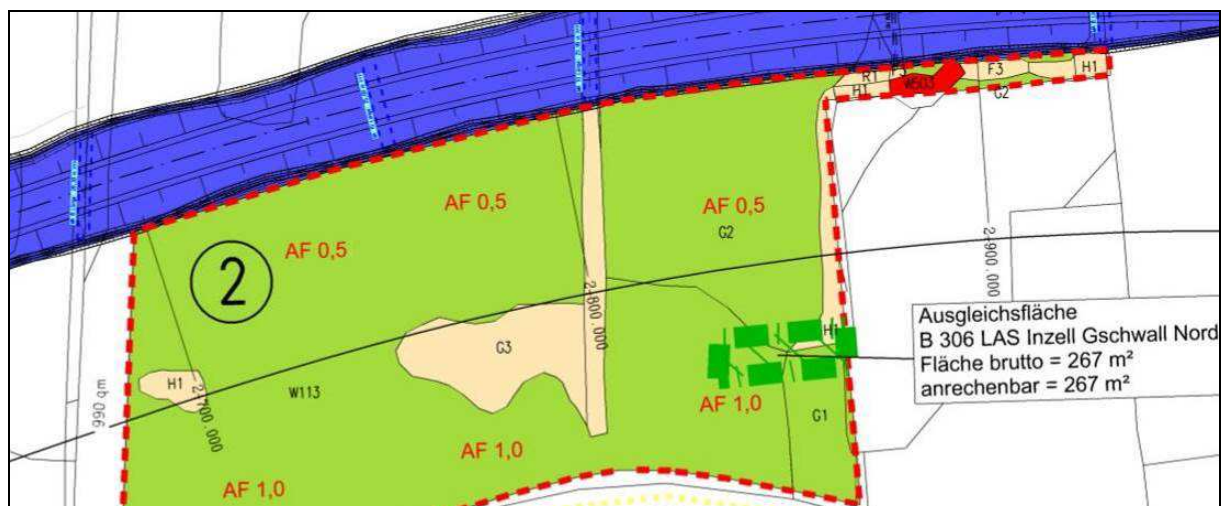 R1
F3
F3
H1
H1
W503
G2
AF 0,5
AF 0,5
AF 0,5
G2
2
2-900.000
2-800.000
Ausgleichsfläche
B 306 LAS Inzell Gschwall Nord
Fläche brutto = 267 m²
anrechenbar = 267 m²
H1
G3
H1
W113
990 qm
2-700.000
AF 1,0
G1
AF 1,0
AF 1,0